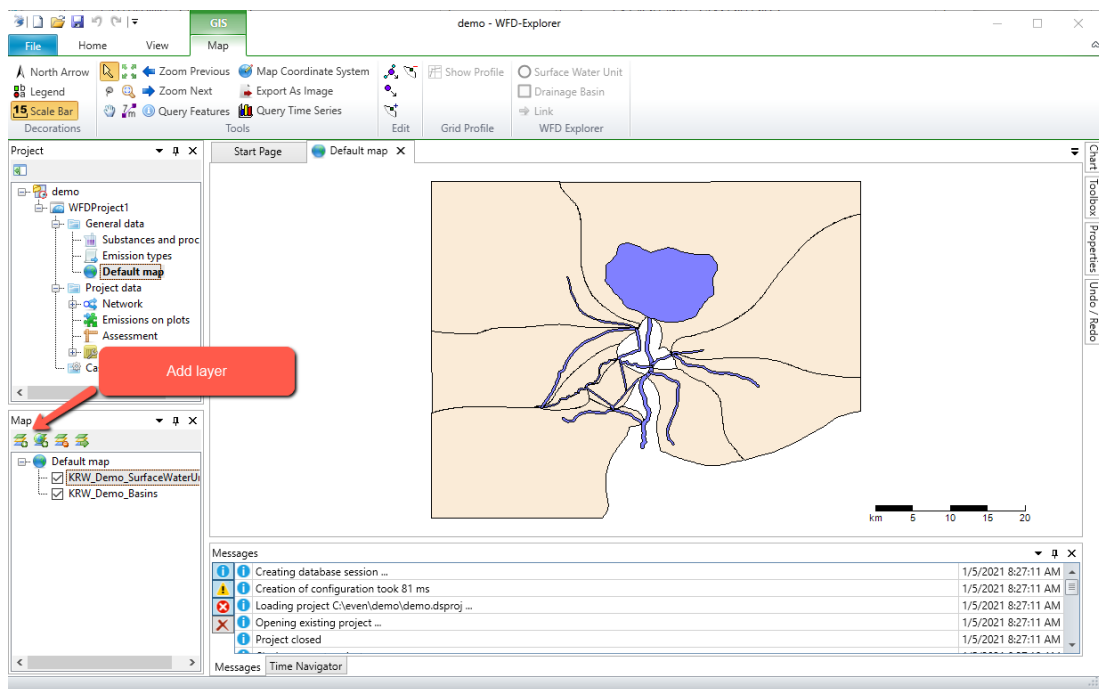 GIS
demo - WFD-Explorer
File Home View Map
North Arrow
Legend
15 Scale Bar
Decorations
Zoom Previous
Zoom Next
Query Features
Map Coordinate System
Export As Image
Query Time Series
Tools
Edit
Show Profile
Grid Profile
Surface Water Unit
Drainage Basin
Link
WFD Explorer
Project
demo
WFDProject1
General data
Substances and proc
Emission types
Default map
Project data
Network
Emissions on plots
Assessment
Ca
Add layer
Map
Default map
KRW_Demo_SurfaceWaterU
KRW_Demo_Basins
Start Page
Default map
km 5 10 15 20
Chart
Toolbox
Properties
Undo / Redo
Messages
Creating database session ... 1/5/2021 8:27:11 AM
Creation of configuration took 81 ms 1/5/2021 8:27:11 AM
Loading project C:\even\demo\demo.dsproj ... 1/5/2021 8:27:11 AM
Opening existing project ... 1/5/2021 8:27:11 AM
Project closed 1/5/2021 8:27:11 AM
Messages Time Navigator